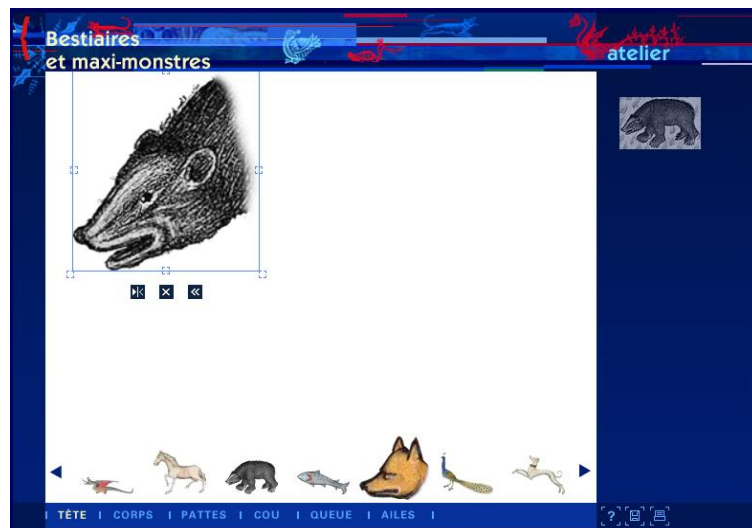 Bestiaires
et maxi-monstres
atelier
TÊTE | CORPS | PATTES | COU | QUEUE | AILES |
?